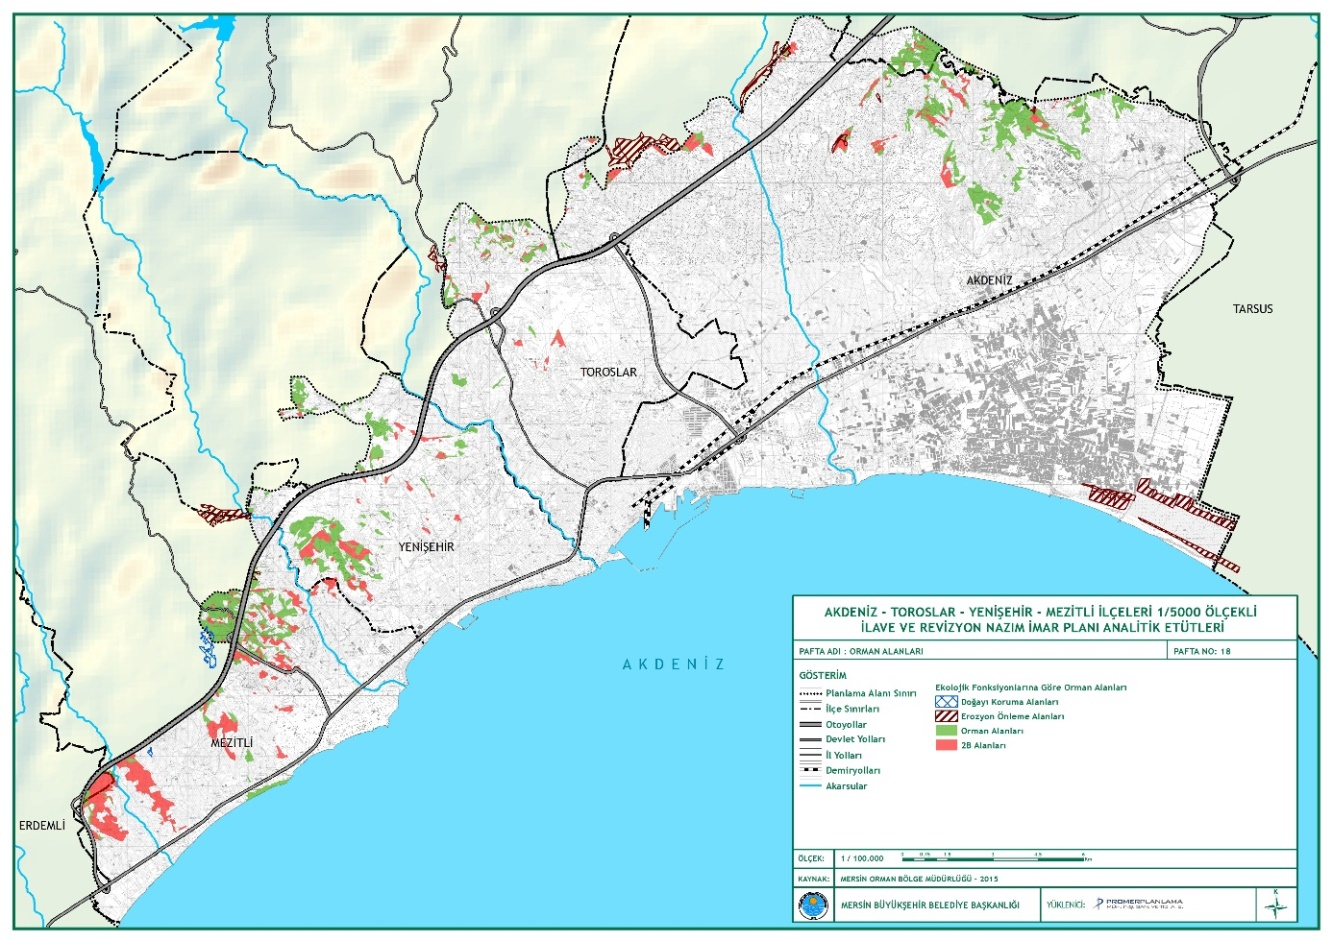 AKDENİZ
TARSUS
TOROSLAR
YENİŞEHİR
AKDENİZ
MEZİTLİ
ERDEMLİ
AKDENİZ - TOROSLAR - YENİŞEHİR - MEZİTLİ İLÇELERİ 1/5000 ÖLÇEKLİ
İLAVE VE REVİZYON NAZIM İMAR PLANI ANALİTİK ETÜTLERİ
PAFTA ADI : ORMAN ALANLARI
PAFTA NO: 18
GÖSTERİM
Planlama Alanı Sınırı
İlçe Sınırları
Otoyollar
Devlet Yolları
İl Yolları
Demiryolları
Akarsular
Ekolojik Fonksiyonlarına Göre Orman Alanları
Doğayı Koruma Alanları
Erozyon Önleme Alanları
Orman Alanları
2B Alanları
ÖLÇEK: 1 / 100.000
KAYNAK: MERSİN ORMAN BÖLGE MÜDÜRLÜĞÜ - 2015
MERSİN BÜYÜKŞEHİR BELEDİYE BAŞKANLIĞI
YÜKLENİCİ: PROMERPLANLAMA
K